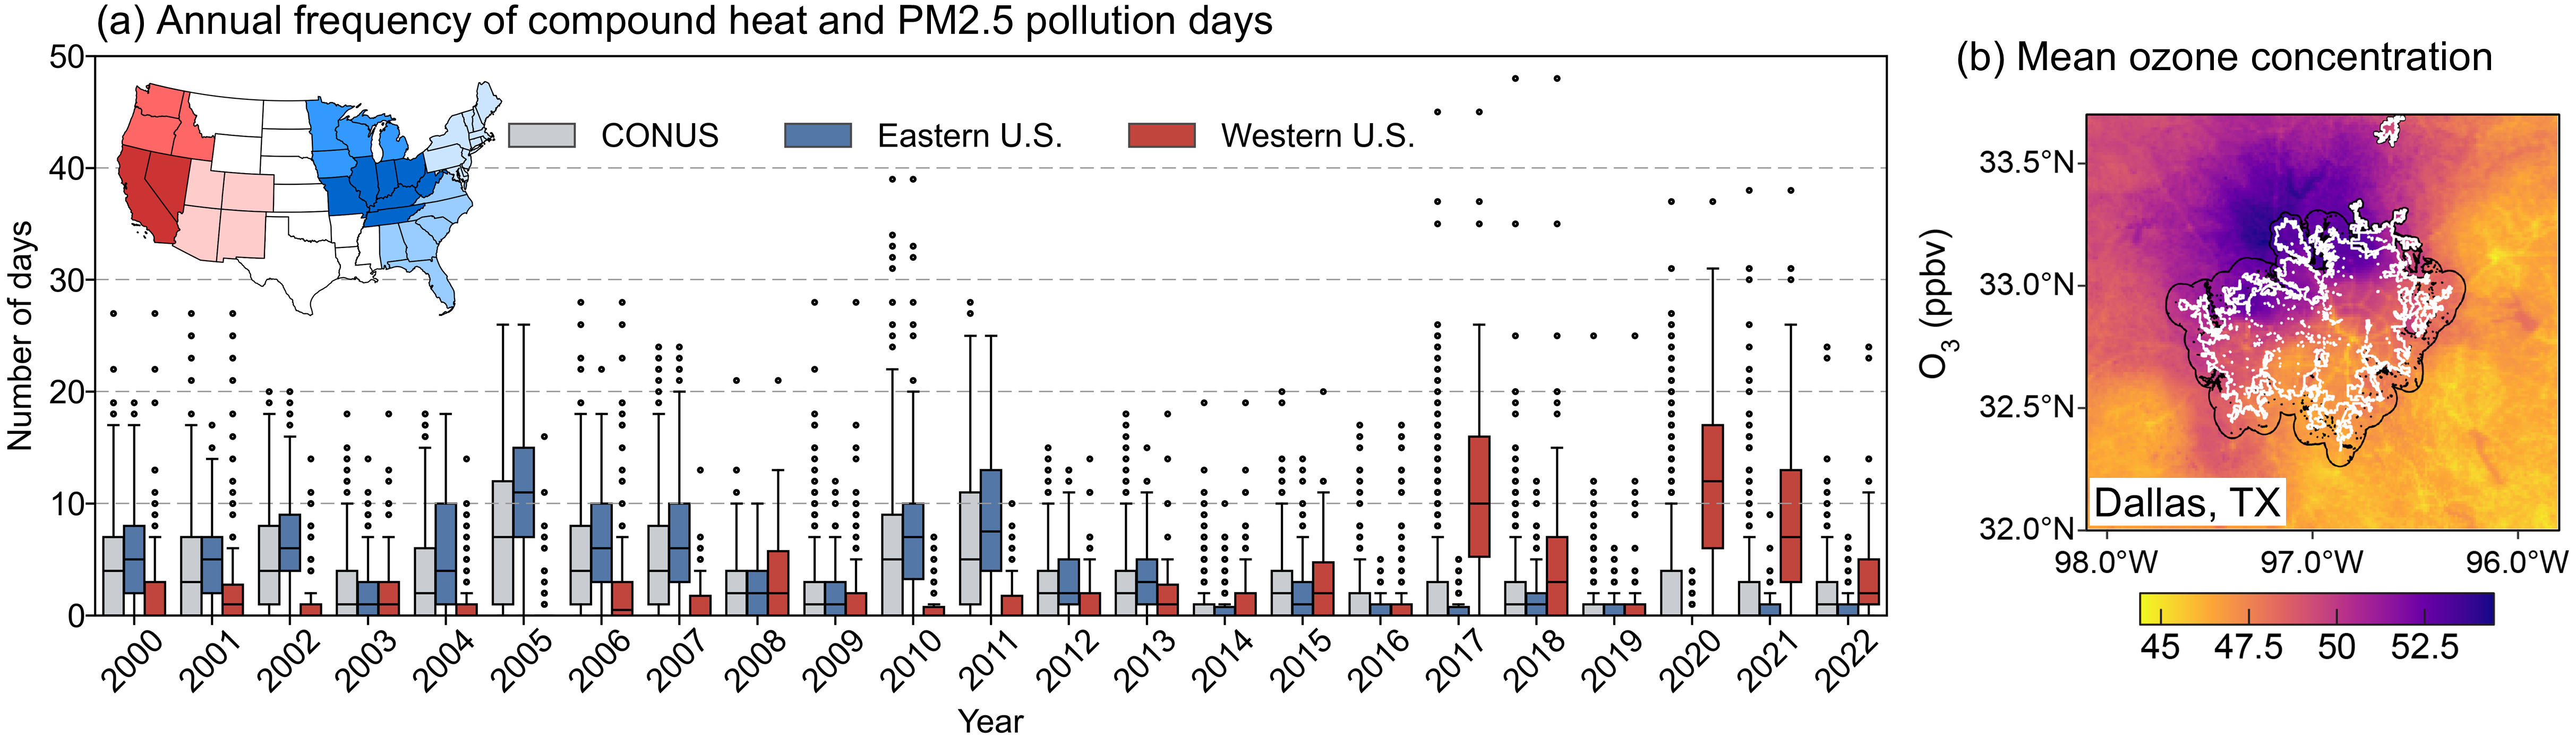 (a) Annual frequency of compound heat and PM2.5 pollution days
Number of days
50
40
30
20
10
0
CONUS
Eastern U.S.
Western U.S.
2000 2001 2002 2003 2004 2005 2006 2007 2008 2009 2010 2011 2012 2013 2014 2015 2016 2017 2018 2019 2020 2021 2022
Year
(b) Mean ozone concentration
O₃ (ppbv)
33.5°N
33.0°N
32.5°N
32.0°N
Dallas, TX
98.0°W 97.0°W 96.0°W
45 47.5 50 52.5